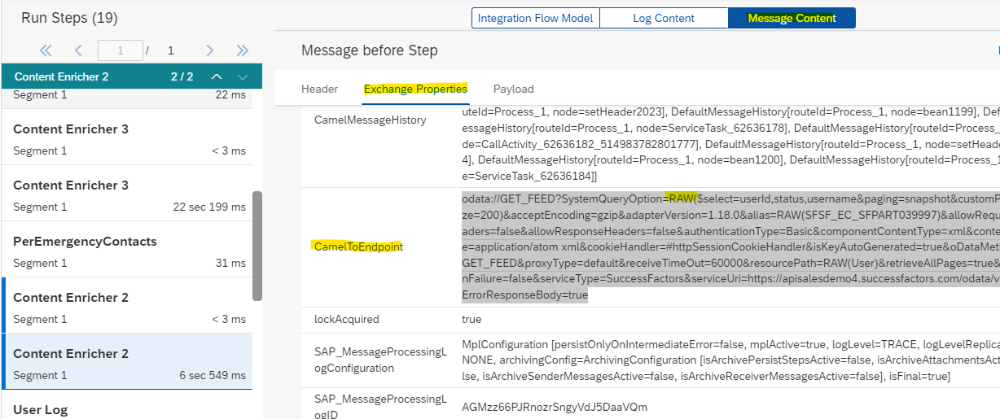 Run Steps (19)
1 / 1
Content Enricher 2 2 / 2
Segment 1 22 ms
Content Enricher 3
Segment 1 < 3 ms
Content Enricher 3
Segment 1 22 sec 199 ms
PerEmergencyContacts
Segment 1 31 ms
Content Enricher 2
Segment 1 < 3 ms
Content Enricher 2
Segment 1 6 sec 549 ms
User Log
Integration Flow Model Log Content Message Content
Message before Step
Header Exchange Properties Payload
CamelMessageHistory
uteId=Process_1, node=setHeader2023], DefaultMessageHistory[routeId=Process_1, node=bean1199], Def
essageHistory[routeId=Process_1, node=ServiceTask_62636178], DefaultMessageHistory[routeId=Process_
de=CallActivity_62636182_514983782801777], DefaultMessageHistory[routeId=Process_1, node=setHead
4], DefaultMessageHistory[routeId=Process_1, node=bean1200], DefaultMessageHistory[routeId=Process_1
e=ServiceTask_62636184]]
CamelToEndpoint
odata://GET_FEED?SystemQueryOption=RAW($select=userId,status,username&paging=snapshot&customP
ze=200)&acceptEncoding=gzip&adapterVersion=1.18.0&alias=RAW(SFSF_EC_SFPART039997)&allowRequ
aders=false&allowResponseHeaders=false&authenticationType=Basic&componentContentType=xml&conte
e=application/atom xml&cookieHandler=#httpSessionCookieHandler&isKeyAutoGenerated=true&oDataMet
GET_FEED&proxyType=default&receiveTimeOut=60000&resourcePath=RAW(User)&retrieveAllPages=true&
nFailure=false&serviceType=SuccessFactors&serviceUri=https://apisalesdemo4.successfactors.com/odata/v
ErrorResponseBody=true
lockAcquired true
SAP_MessageProcessingL
ogConfiguration
MplConfiguration [persistOnlyOnIntermediateError=false, mplActive=true, logLevel=TRACE, logLevelReplica
NONE, archivingConfig=ArchivingConfiguration [isArchivePersistStepsActive=false, isArchiveAttachmentsAct
lse, isArchiveSenderMessagesActive=false, isArchiveReceiverMessagesActive=false], isFinal=true]
SAP_MessageProcessingL
ogID
AGMzz66PJRnozrSngyVdJ5DaaVQm